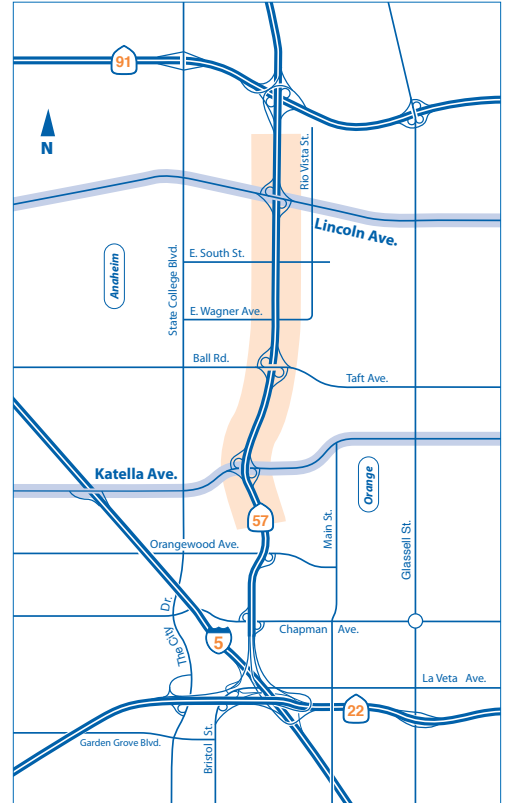 91
N
Rio Vista St.
Lincoln Ave.
State College Blvd.
E. South St.
Anaheim
E. Wagner Ave.
Ball Rd.
Taft Ave.
Katella Ave.
Orange
57
Main St.
Glassell St.
Orangewood Ave.
The City Dr.
5
Chapman Ave.
La Veta Ave.
22
Bristol St.
Garden Grove Blvd.